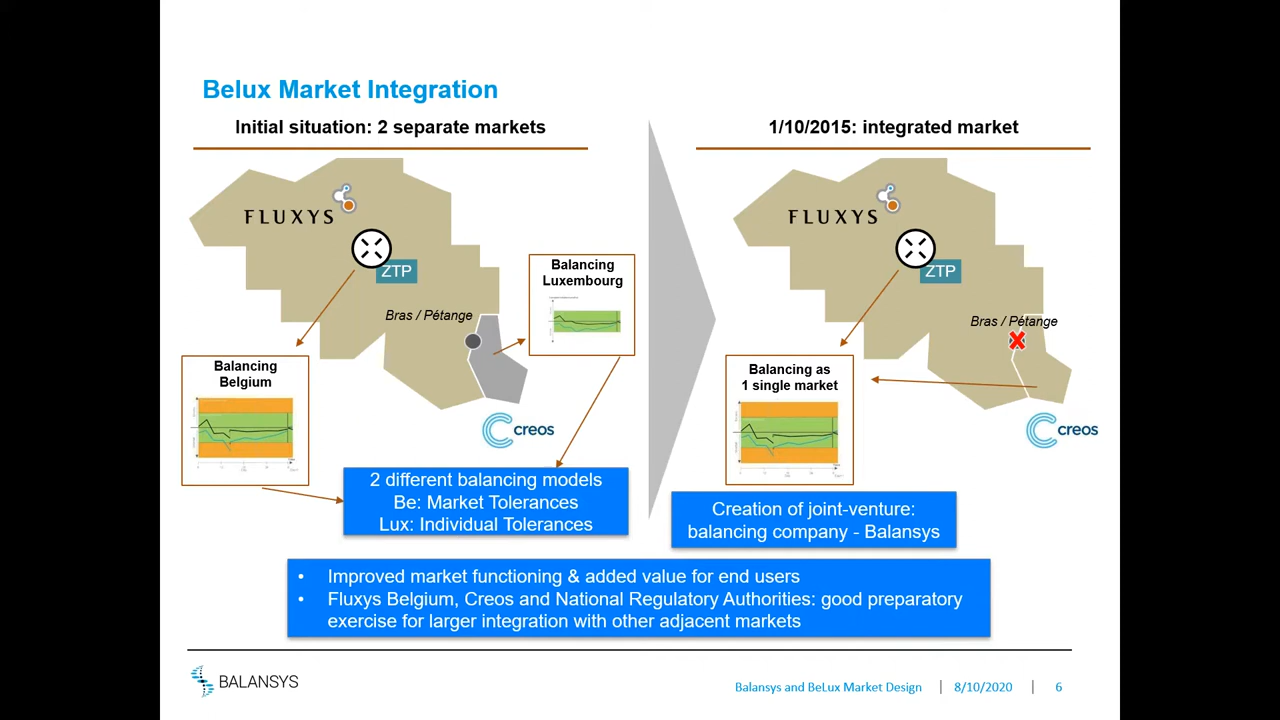 Belux Market Integration
Initial situation: 2 separate markets
1/10/2015: integrated market
FLUXYS
ZTP
Bras / Pétange
Balancing
Luxembourg
Balancing
Belgium
creos
2 different balancing models
Be: Market Tolerances
Lux: Individual Tolerances
FLUXYS
ZTP
Bras / Pétange
Balancing as
1 single market
creos
Creation of joint-venture:
balancing company - Balansys
• Improved market functioning & added value for end users
• Fluxys Belgium, Creos and National Regulatory Authorities: good preparatory
exercise for larger integration with other adjacent markets
BALANSYS
Balansys and BeLux Market Design | 8/10/2020 | 6